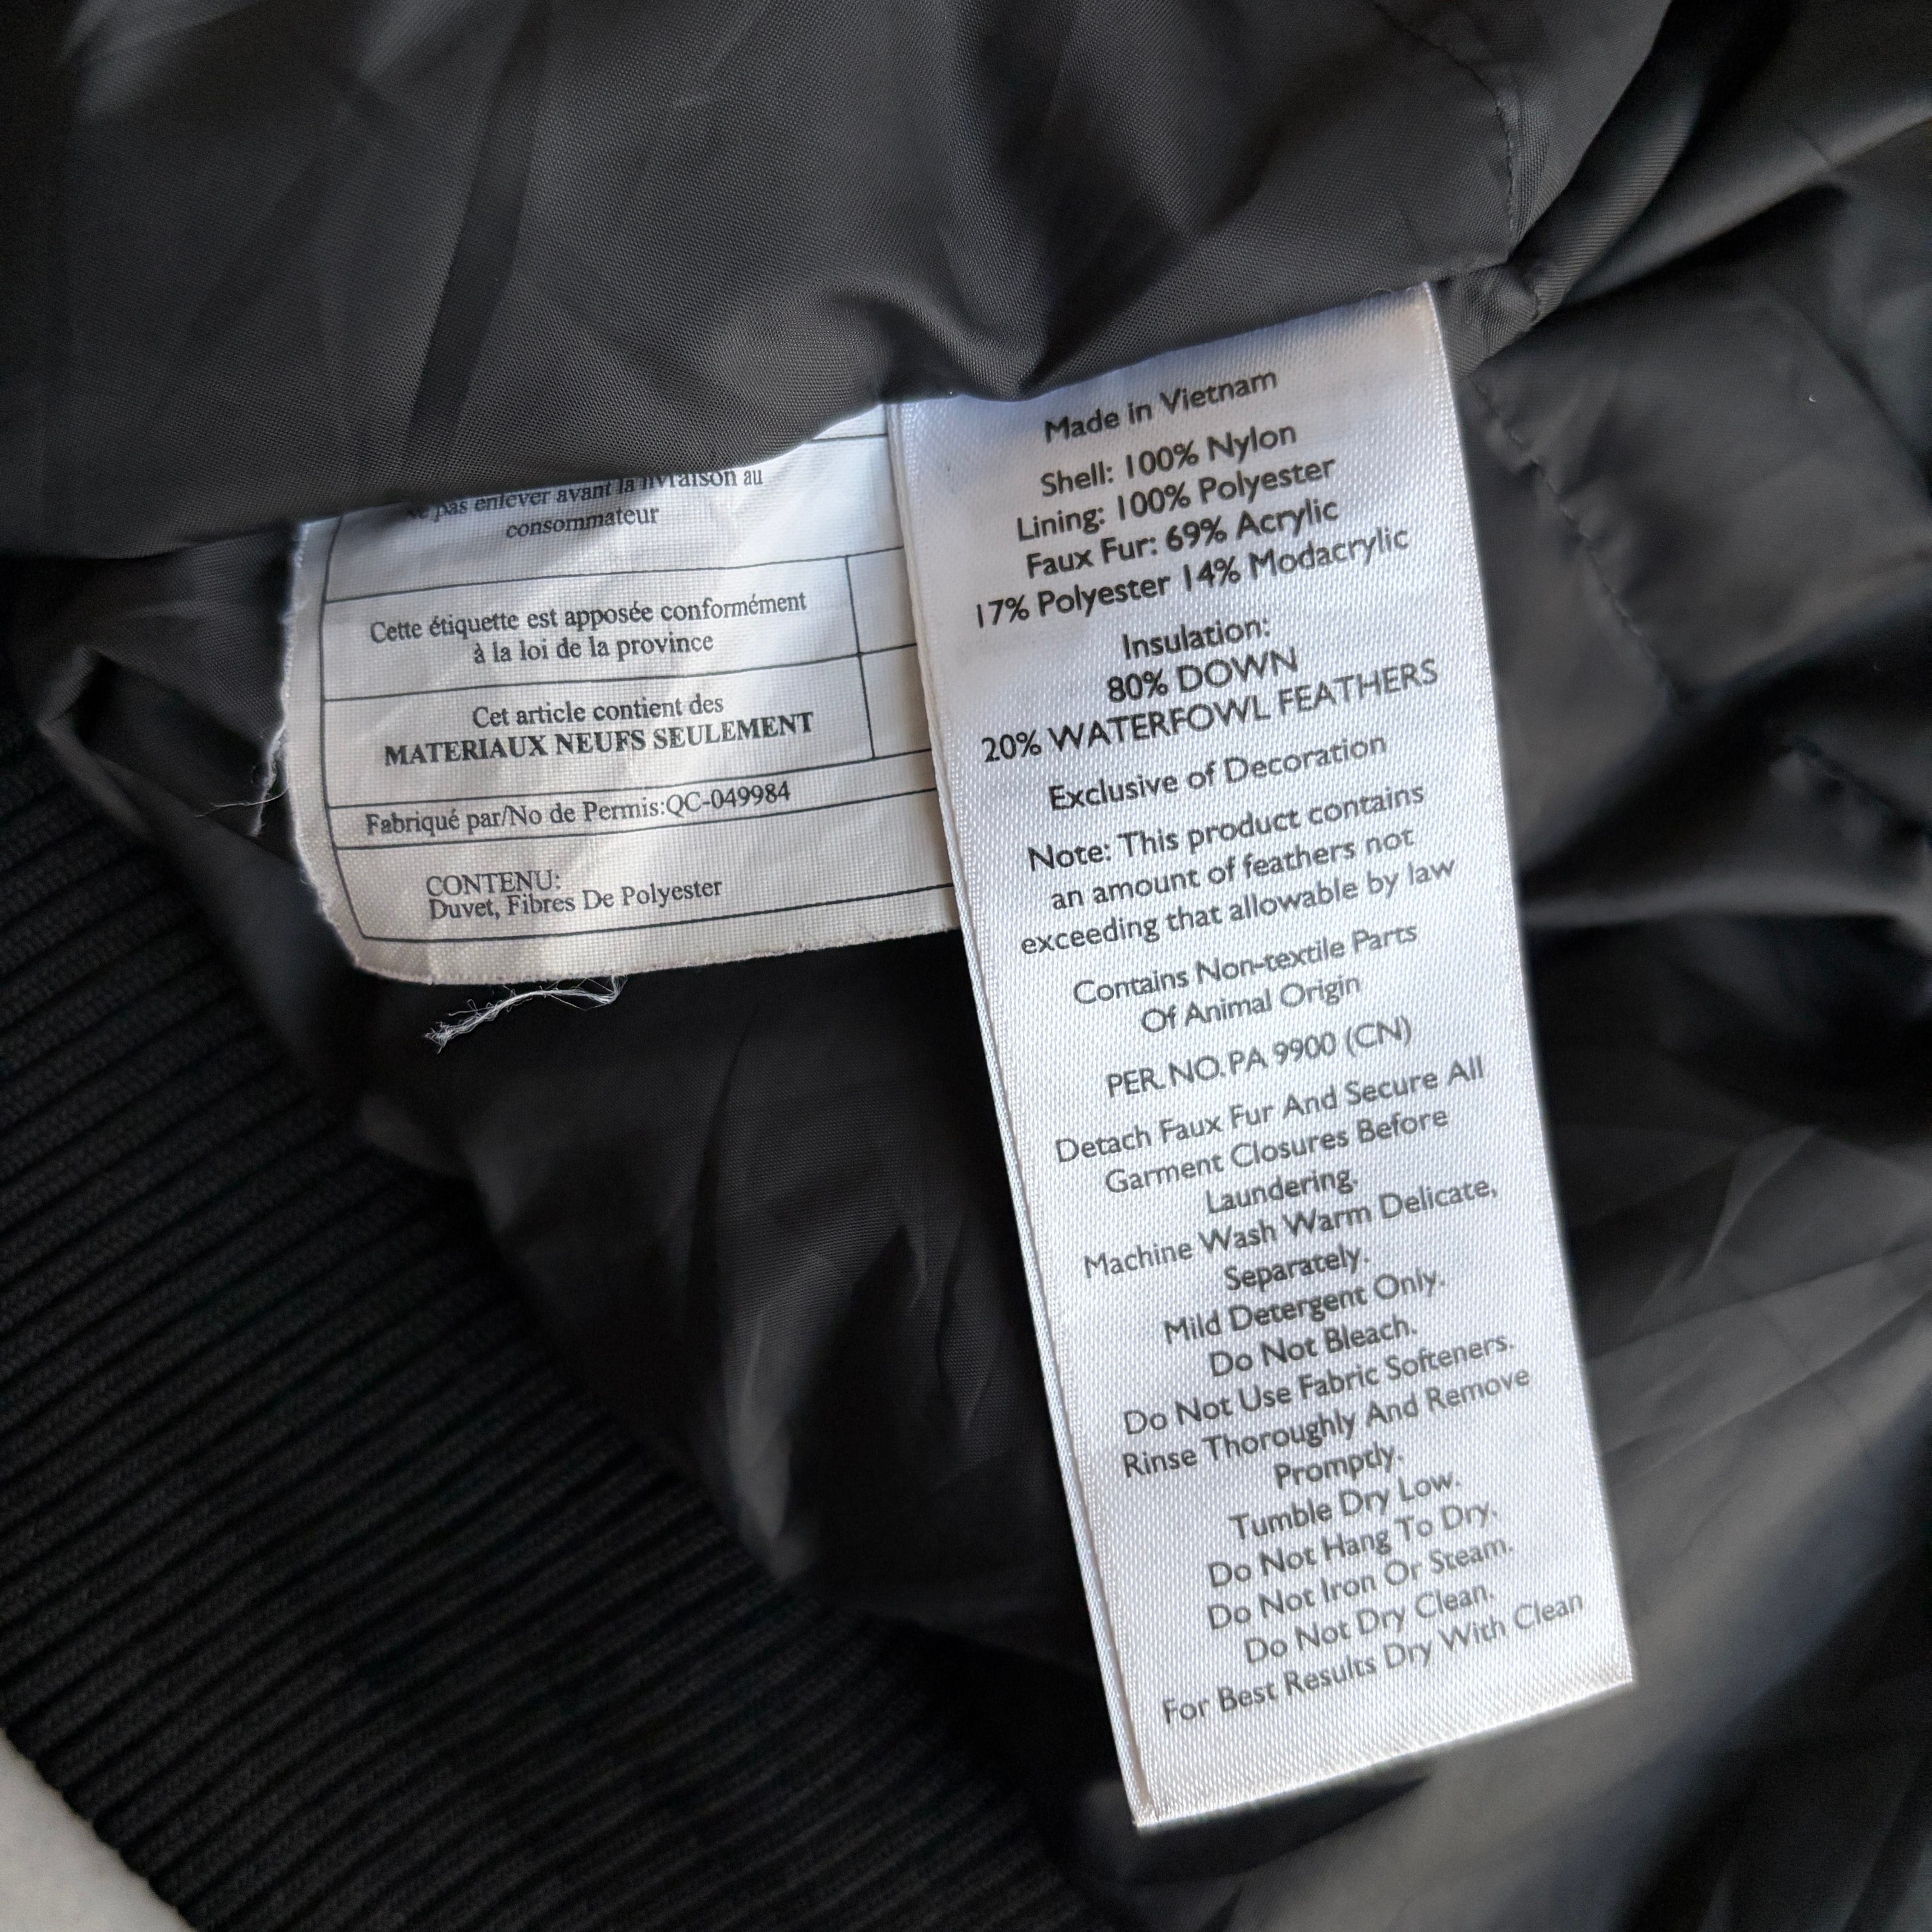 pas enlever avant la livraison au
consommateur
Cette étiquette est apposée conformément
à la loi de la province
Cet article contient des
MATERIAUX NEUFS SEULEMENT
Fabriqué par/No de Permis:QC-049984
CONTENU:
Duvet, Fibres De Polyester
Made in Vietnam
Shell: 100% Nylon
Lining: 100% Polyester
Faux Fur: 69% Acrylic
17% Polyester 14% Modacrylic
Insulation:
80% DOWN
20% WATERFOWL FEATHERS
Exclusive of Decoration
Note: This product contains
an amount of feathers not
exceeding that allowable by law
Contains Non-textile Parts
Of Animal Origin
PER. NO. PA 9900 (CN)
Detach Faux Fur And Secure All
Garment Closures Before
Laundering.
Machine Wash Warm Delicate,
Separately.
Mild Detergent Only.
Do Not Bleach.
Do Not Use Fabric Softeners.
Rinse Thoroughly And Remove
Promptly.
Tumble Dry Low.
Do Not Hang To Dry.
Do Not Iron Or Steam.
Do Not Dry Clean.
For Best Results Dry With Clean